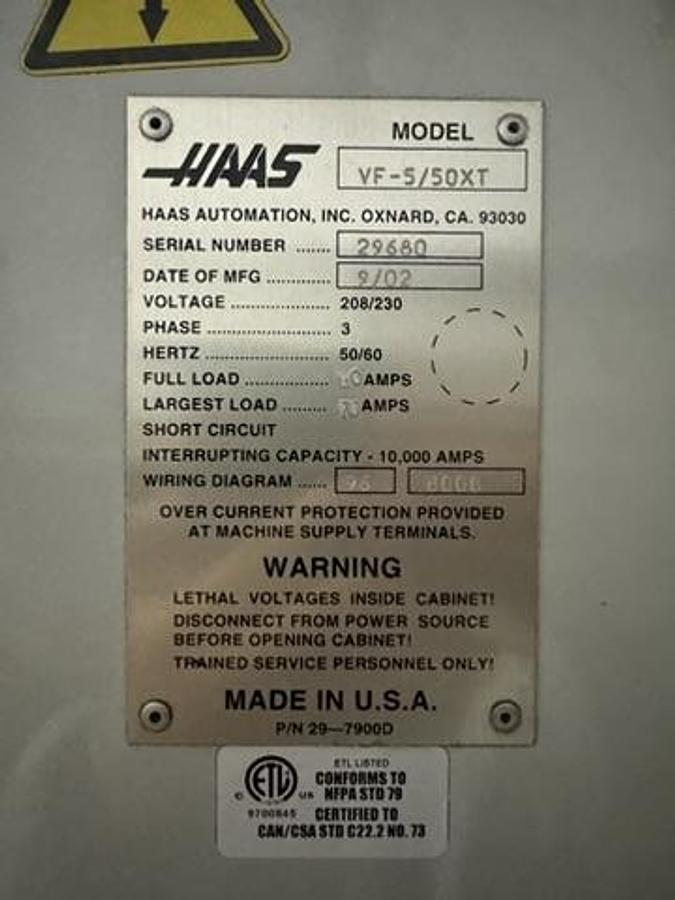 HAAS
MODEL
VF-5/50XT
HAAS AUTOMATION, INC. OXNARD, CA. 93030
SERIAL NUMBER ....... 29680
DATE OF MFG ............. 9/02
VOLTAGE .................... 208/230
PHASE ......................... 3
HERTZ ......................... 50/60
FULL LOAD ................. AMPS
LARGEST LOAD ......... AMPS
SHORT CIRCUIT
INTERRUPTING CAPACITY - 10,000 AMPS
WIRING DIAGRAM ......
OVER CURRENT PROTECTION PROVIDED
AT MACHINE SUPPLY TERMINALS.
WARNING
LETHAL VOLTAGES INSIDE CABINET!
DISCONNECT FROM POWER SOURCE
BEFORE OPENING CABINET!
TRAINED SERVICE PERSONNEL ONLY!
MADE IN U.S.A.
P/N 29—7900D
ETL LISTED
CONFORMS TO
NFPA STD 79
ETL
C US
9700845
CERTIFIED TO
CAN/CSA STD C22.2 NO. 73